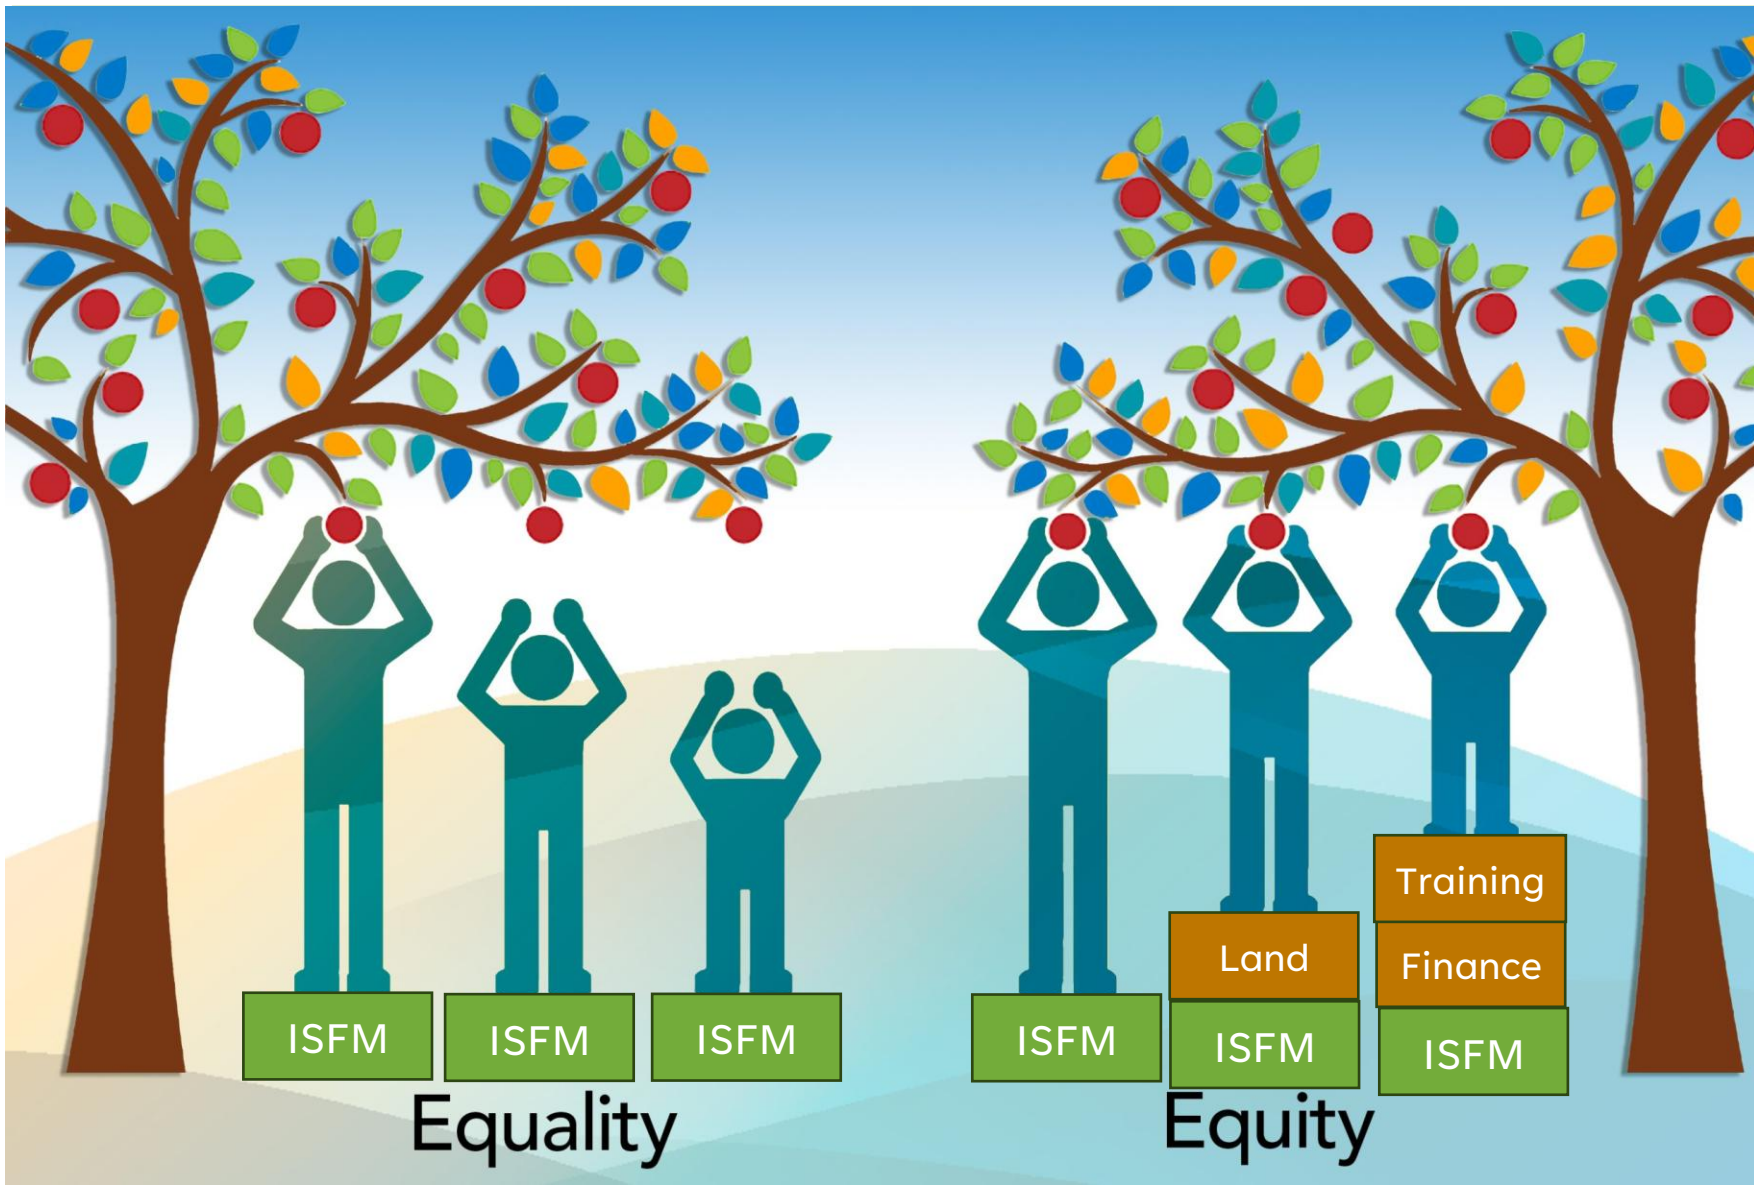 ISFM
ISFM
ISFM
Equality
Training
Land
Finance
ISFM
ISFM
ISFM
Equity